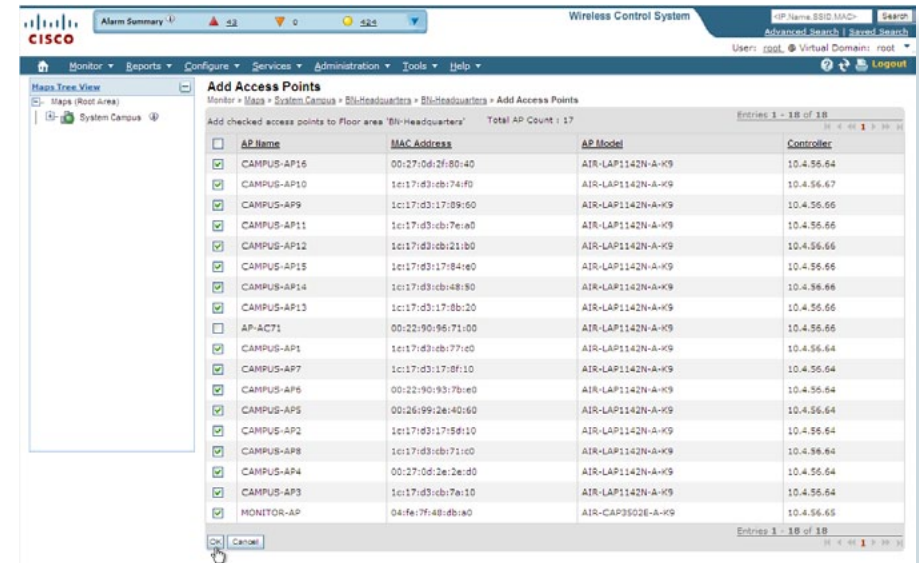 Alarm Summary 43 0 424
Wireless Control System
<IP,Name,SSID,MAC> Search
Advanced Search | Saved Search
CISCO
User: root @ Virtual Domain: root
Monitor Reports Configure Services Administration Tools Help Logout
Maps Tree View
Maps (Root Area)
System Campus
Add Access Points
Monitor > Maps > System Campus > BN-Headquarters > BN-Headquarters > Add Access Points
Add checked access points to Floor area 'BN-Headquarters' Total AP Count : 17
Entries 1 - 18 of 18
1
AP Name MAC Address AP Model Controller
CAMPUS-AP16 00:27:0d:2f:80:40 AIR-LAP1142N-A-K9 10.4.56.64
CAMPUS-AP10 1c:17:d3:cb:74:f0 AIR-LAP1142N-A-K9 10.4.56.67
CAMPUS-AP9 1c:17:d3:17:89:60 AIR-LAP1142N-A-K9 10.4.56.66
CAMPUS-AP11 1c:17:d3:cb:7e:a0 AIR-LAP1142N-A-K9 10.4.56.66
CAMPUS-AP12 1c:17:d3:cb:21:b0 AIR-LAP1142N-A-K9 10.4.56.66
CAMPUS-AP15 1c:17:d3:17:84:e0 AIR-LAP1142N-A-K9 10.4.56.66
CAMPUS-AP14 1c:17:d3:cb:48:50 AIR-LAP1142N-A-K9 10.4.56.66
CAMPUS-AP13 1c:17:d3:17:8b:20 AIR-LAP1142N-A-K9 10.4.56.66
AP-AC71 00:22:90:96:71:00 AIR-LAP1142N-A-K9 10.4.56.66
CAMPUS-AP1 1c:17:d3:cb:77:c0 AIR-LAP1142N-A-K9 10.4.56.64
CAMPUS-AP7 1c:17:d3:17:8f:10 AIR-LAP1142N-A-K9 10.4.56.64
CAMPUS-AP6 00:22:90:93:7b:e0 AIR-LAP1142N-A-K9 10.4.56.64
CAMPUS-AP5 00:26:99:2e:40:60 AIR-LAP1142N-A-K9 10.4.56.64
CAMPUS-AP2 1c:17:d3:17:5d:10 AIR-LAP1142N-A-K9 10.4.56.64
CAMPUS-AP8 1c:17:d3:cb:71:c0 AIR-LAP1142N-A-K9 10.4.56.64
CAMPUS-AP4 00:27:0d:2e:2e:d0 AIR-LAP1142N-A-K9 10.4.56.64
CAMPUS-AP3 1c:17:d3:cb:7a:10 AIR-LAP1142N-A-K9 10.4.56.64
MONITOR-AP 04:fe:7f:48:db:a0 AIR-CAP3502E-A-K9 10.4.56.65
Entries 1 - 18 of 18
1
OK Cancel